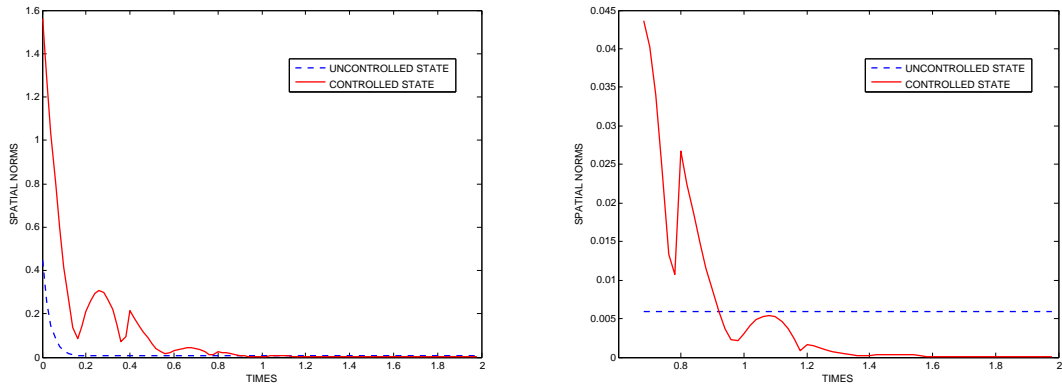 1.6
1.4
1.2
1
0.8
0.6
0.4
0.2
0
SPATIAL NORMS
UNCONTROLLED STATE
CONTROLLED STATE
0 0.2 0.4 0.6 0.8 1 1.2 1.4 1.6 1.8 2
TIMES
0.045
0.04
0.035
0.03
0.025
0.02
0.015
0.01
0.005
0
SPATIAL NORMS
UNCONTROLLED STATE
CONTROLLED STATE
0.8 1 1.2 1.4 1.6 1.8 2
TIMES